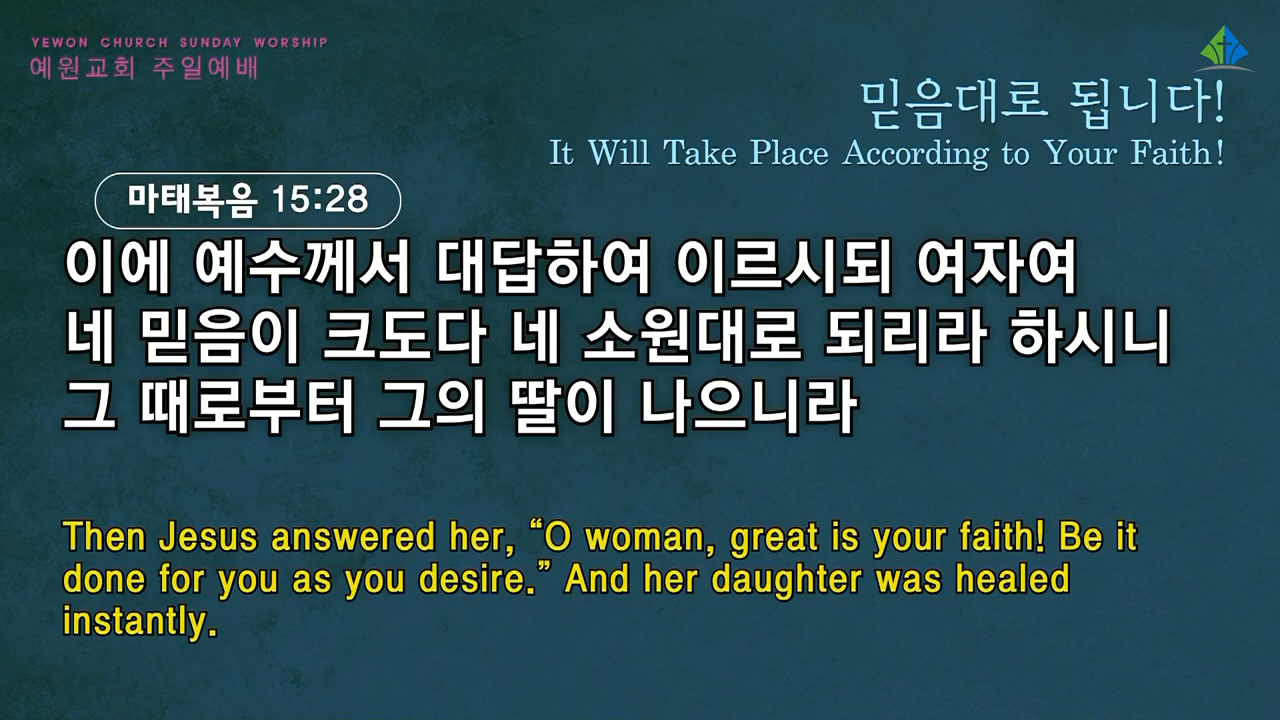 YEWON CHURCH SUNDAY WORSHIP
예원교회 주일예배
믿음대로 됩니다!
It Will Take Place According to Your Faith!
마태복음 15:28
이에 예수께서 대답하여 이르시되 여자여
네 믿음이 크도다 네 소원대로 되리라 하시니
그 때로부터 그의 딸이 나으니라
Then Jesus answered her, “O woman, great is your faith! Be it
done for you as you desire.” And her daughter was healed
instantly.